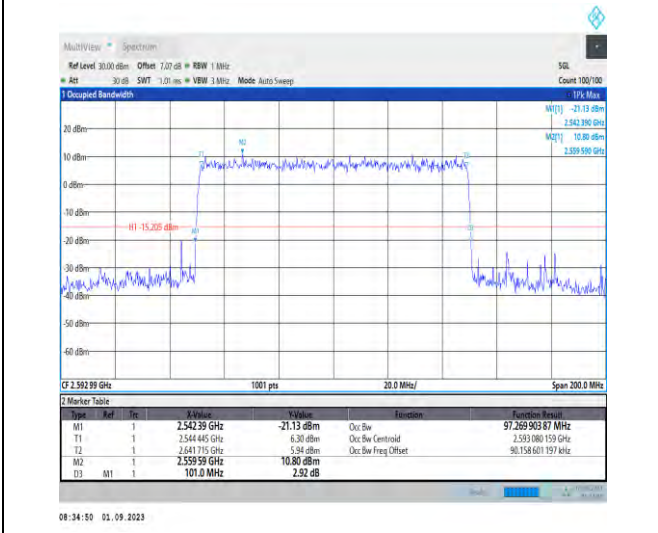 MultiView Spectrum
Ref Level 30.00 dBm Offset 7.07 dB RBW 1 MHz SGL
Att 30 dB SWT 1.01 ms VBW 3 MHz Mode Auto Sweep Count 100/100
1 Occupied Bandwidth 1Pk Max
M1[1] -21.13 dBm
2.542 390 GHz
20 dBm
M2[1] 10.80 dBm
2.559 590 GHz
M2
T1
10 dBm
0 dBm
-10 dBm
H1 -15.205 dBm
M1
D3
-20 dBm
-30 dBm
-40 dBm
-50 dBm
-60 dBm
CF 2.592 99 GHz 1001 pts 20.0 MHz/ Span 200.0 MHz
2 Marker Table
Type Ref Trc X-Value Y-Value Function Function Result
M1 1 2.542 39 GHz -21.13 dBm Occ Bw 97.269 903 87 MHz
T1 1 2.544 445 GHz 6.30 dBm Occ Bw Centroid 2.593 080 159 GHz
T2 1 2.641 715 GHz 5.94 dBm Occ Bw Freq Offset 90.158 601 197 kHz
M2 1 2.559 59 GHz 10.80 dBm
D3 M1 1 101.0 MHz 2.92 dB
08:34:50 01.09.2023